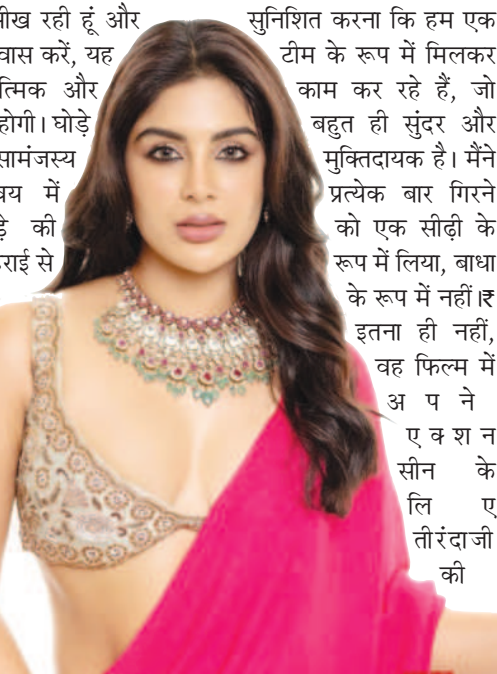 ीख रही हूं और
वास करें, यह
त्मिक और
होगी। घोड़े
सामंजस्य
वय में
ड़े की
राई से
सुनिशित करना कि हम एक
टीम के रूप में मिलकर
काम कर रहे हैं, जो
बहुत ही सुंदर और
मुक्तिदायक है। मैंने
प्रत्येक बार गिरने
को एक सीढ़ी के
रूप में लिया, बाधा
के रूप में नहीं।₹
इतना ही नहीं,
वह फिल्म में
अ प ने
ए क्श न
सीन के
लि ए
तीरंदाजी
की